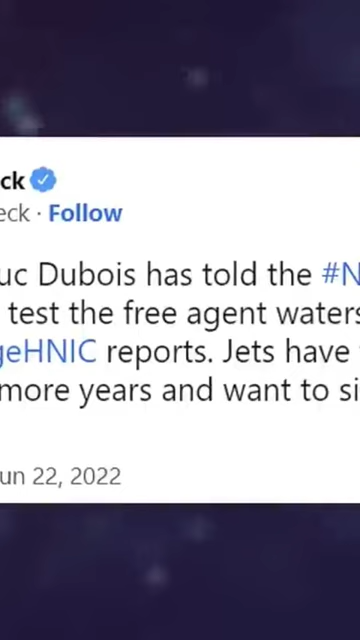 ck
eck · Follow
uc Dubois has told the #N
test the free agent waters
geHNIC reports. Jets have
more years and want to si
un 22, 2022